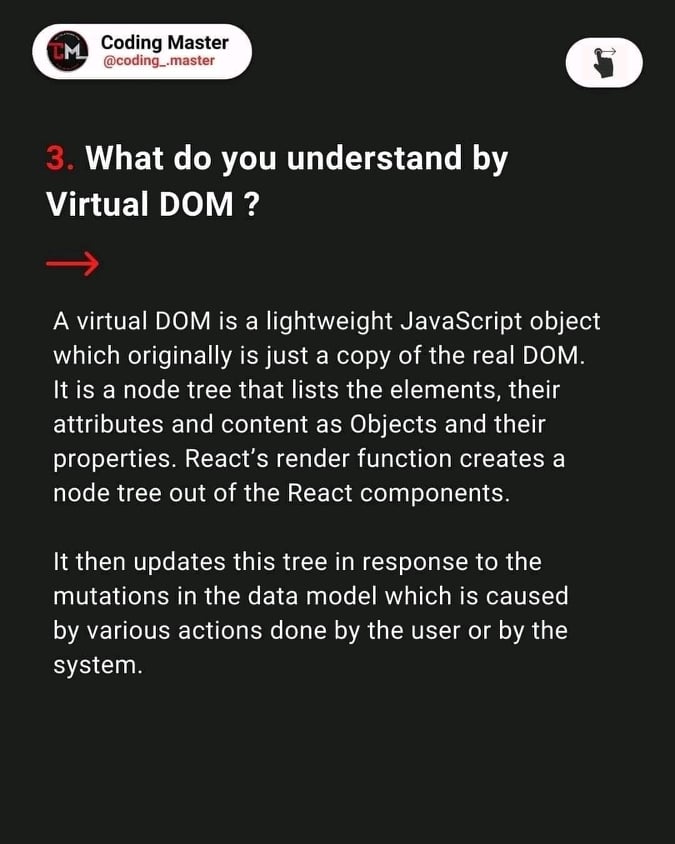 Coding Master
@coding_.master
3. What do you understand by
Virtual DOM ?
A virtual DOM is a lightweight JavaScript object
which originally is just a copy of the real DOM.
It is a node tree that lists the elements, their
attributes and content as Objects and their
properties. React’s render function creates a
node tree out of the React components.
It then updates this tree in response to the
mutations in the data model which is caused
by various actions done by the user or by the
system.